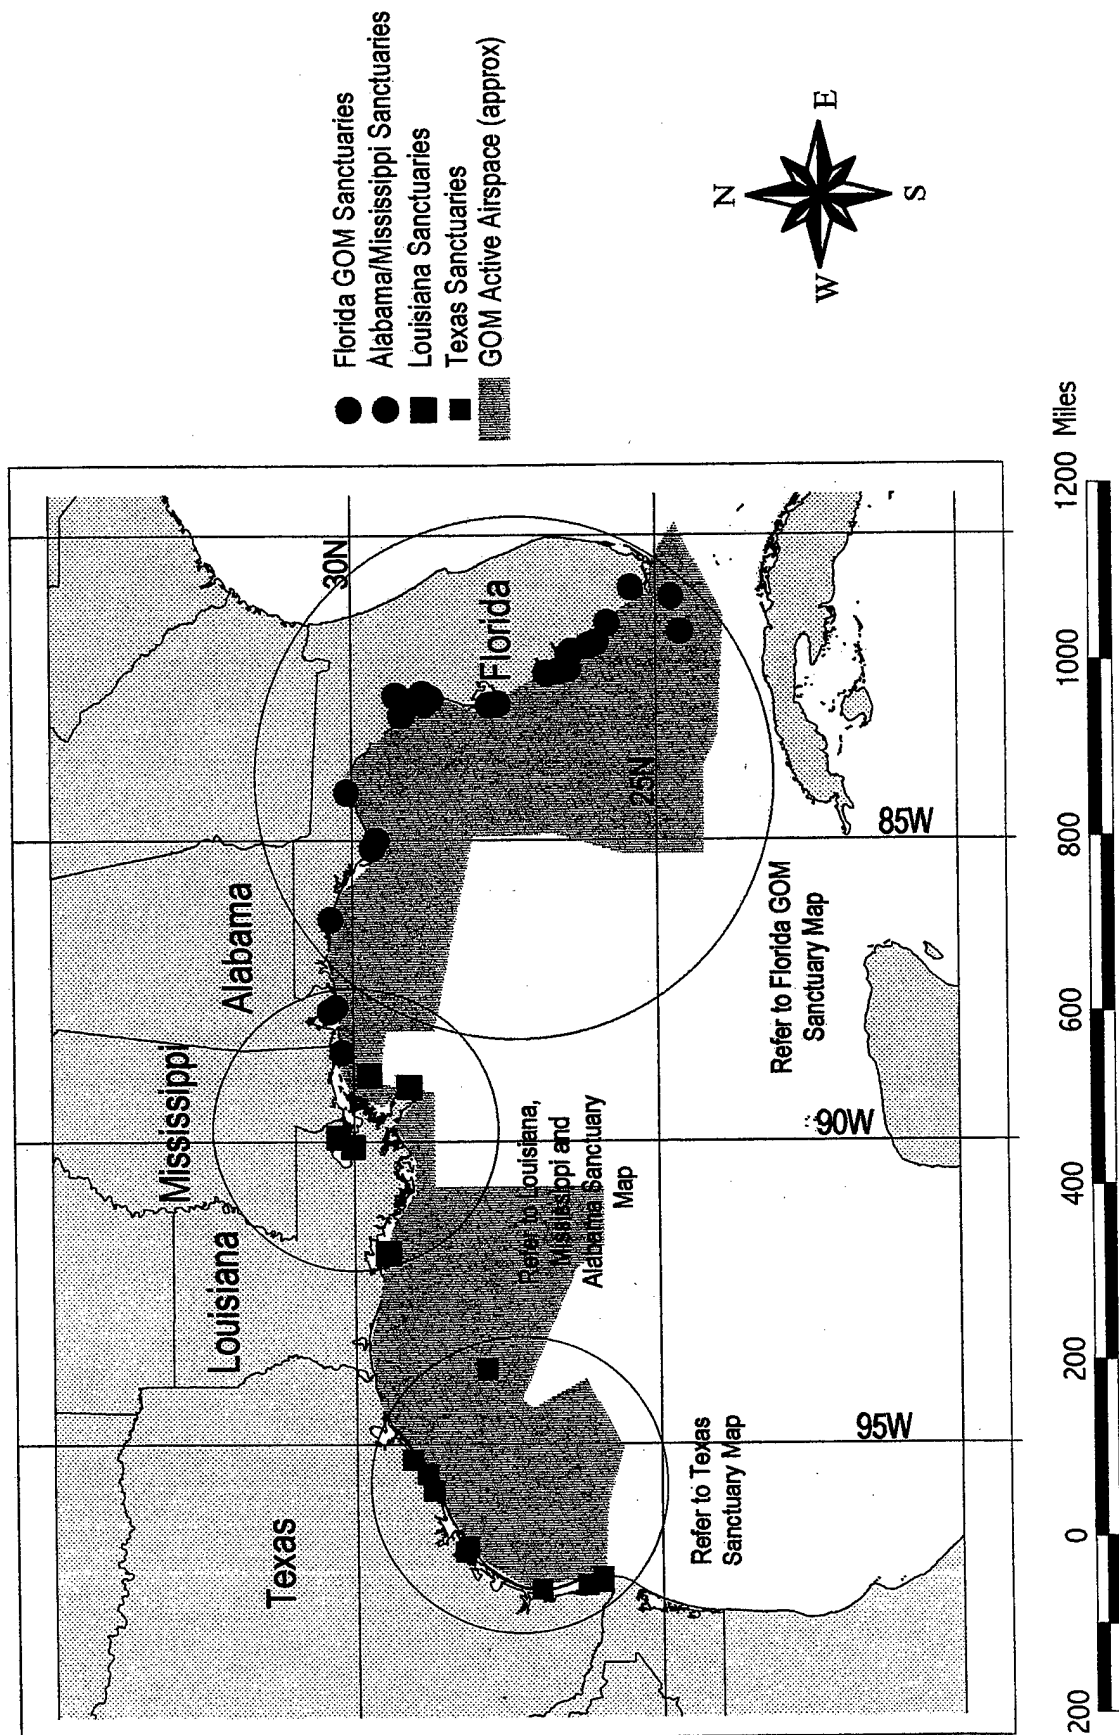 Florida GOM Sanctuaries
Alabama/Mississippi Sanctuaries
Louisiana Sanctuaries
Texas Sanctuaries
GOM Active Airspace (approx)
N
W
E
S
Texas
Louisiana
Mississippi
Alabama
Florida
30N
25N
95W
90W
85W
Refer to Texas
Sanctuary Map
Refer to Louisiana,
Mississippi and
Alabama Sanctuary
Map
Refer to Florida GOM
Sanctuary Map
200
0
200
400
600
800
1000
1200 Miles